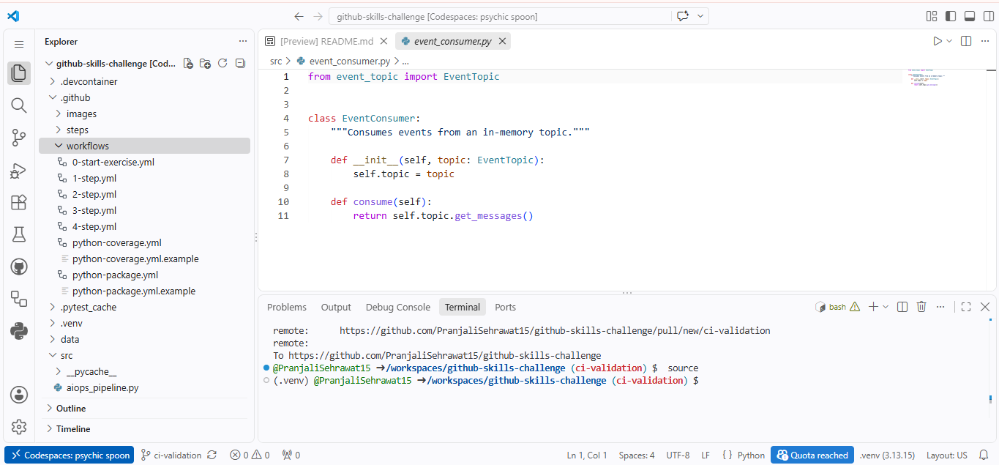 github-skills-challenge [Codespaces: psychic spoon]
Explorer
github-skills-challenge [Cod...
.devcontainer
.github
images
steps
workflows
0-start-exercise.yml
1-step.yml
2-step.yml
3-step.yml
4-step.yml
python-coverage.yml
python-coverage.yml.example
python-package.yml
python-package.yml.example
.pytest_cache
.venv
data
src
__pycache__
aiops_pipeline.py
Outline
Timeline
[Preview] README.md
event_consumer.py
src > event_consumer.py > ...
1 from event_topic import EventTopic
2
3
4 class EventConsumer:
5 """Consumes events from an in-memory topic."""
6
7 def __init__(self, topic: EventTopic):
8 self.topic = topic
9
10 def consume(self):
11 return self.topic.get_messages()
Problems Output Debug Console Terminal Ports
bash
remote: https://github.com/PranjaliSehrawat15/github-skills-challenge/pull/new/ci-validation
remote:
To https://github.com/PranjaliSehrawat15/github-skills-challenge
@PranjaliSehrawat15 ➜/workspaces/github-skills-challenge (ci-validation) $ source
(.venv) @PranjaliSehrawat15 ➜/workspaces/github-skills-challenge (ci-validation) $
Codespaces: psychic spoon ci-validation 0 0 0 Ln 1, Col 1 Spaces: 4 UTF-8 LF {} Python Quota reached .venv (3.13.15) Layout: US